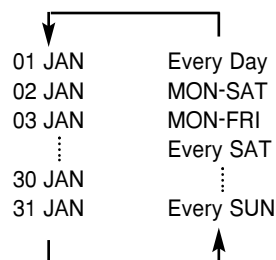 01 JAN Every Day
02 JAN MON-SAT
03 JAN MON-FRI
Every SAT
30 JAN
31 JAN Every SUN